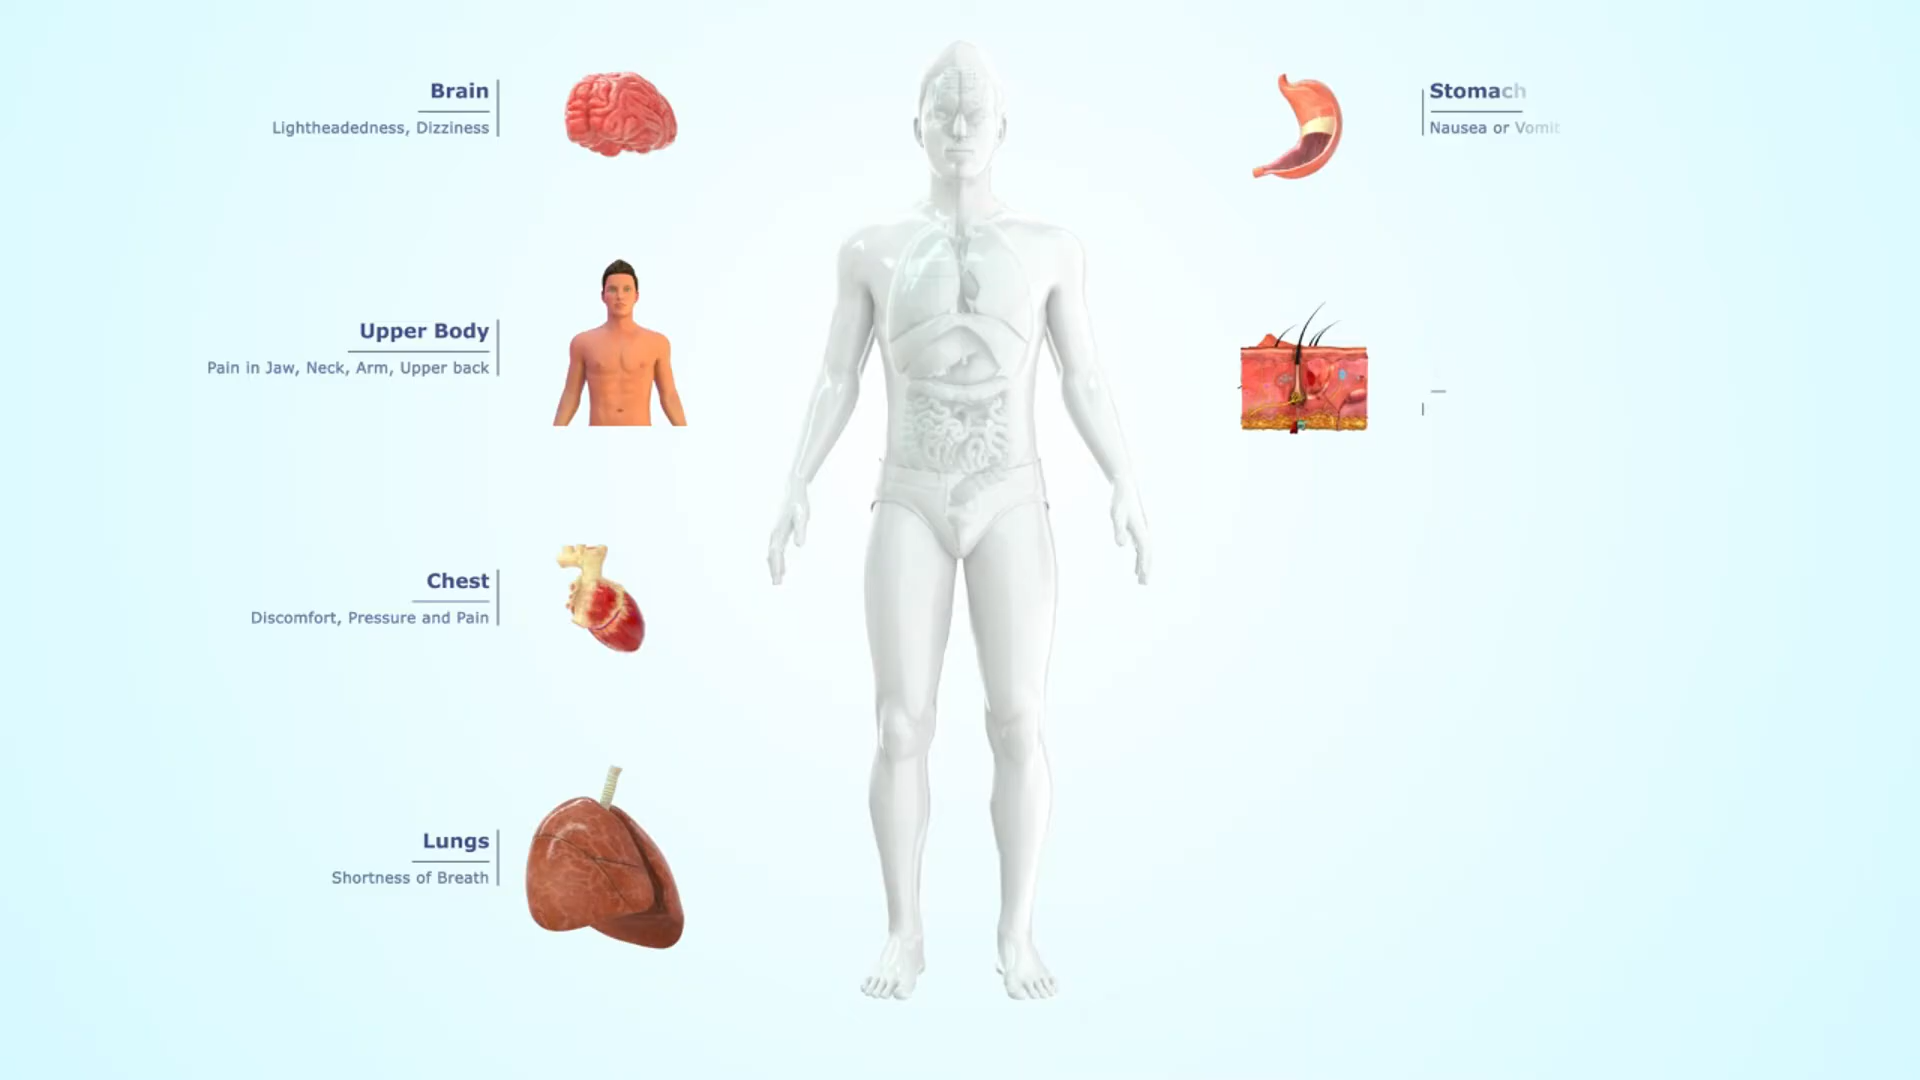 Brain
Lightheadedness, Dizziness
Upper Body
Pain in Jaw, Neck, Arm, Upper back
Chest
Discomfort, Pressure and Pain
Lungs
Shortness of Breath
Stomach
Nausea or Vomit